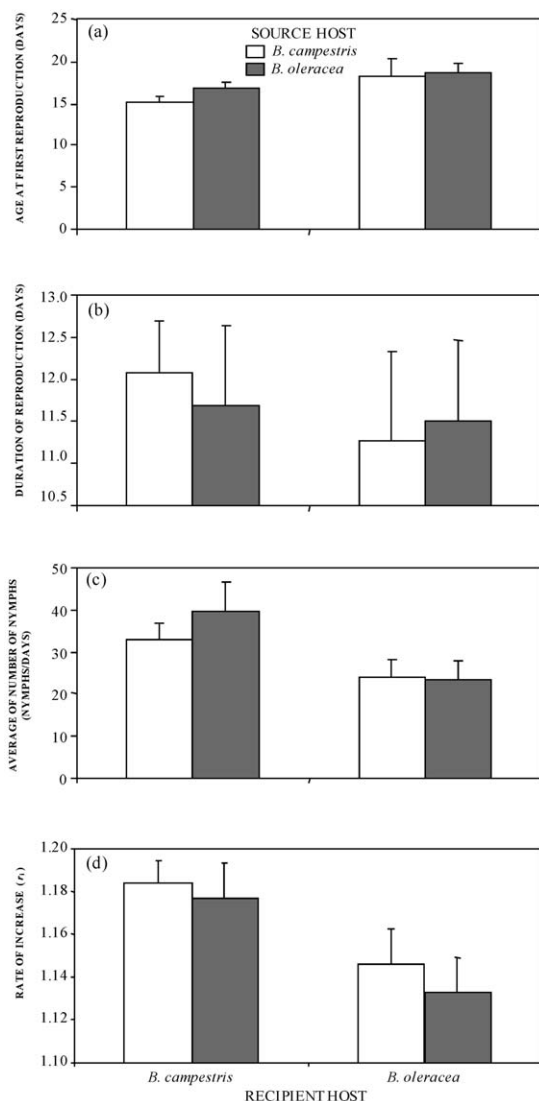 (a)
SOURCE HOST
B. campestris
B. oleracea
AGE AT FIRST REPRODUCTION (DAYS)
25
20
15
10
5
0
(b)
DURATION OF REPRODUCTION (DAYS)
13.0
12.5
12.0
11.5
11.0
10.5
(c)
AVERAGE OF NUMBER OF NYMPHS
(NYMPHS/DAYS)
50
40
30
20
10
0
(d)
RATE OF INCREASE (rₛ)
1.20
1.18
1.16
1.14
1.12
1.10
B. campestris B. oleracea
RECIPIENT HOST